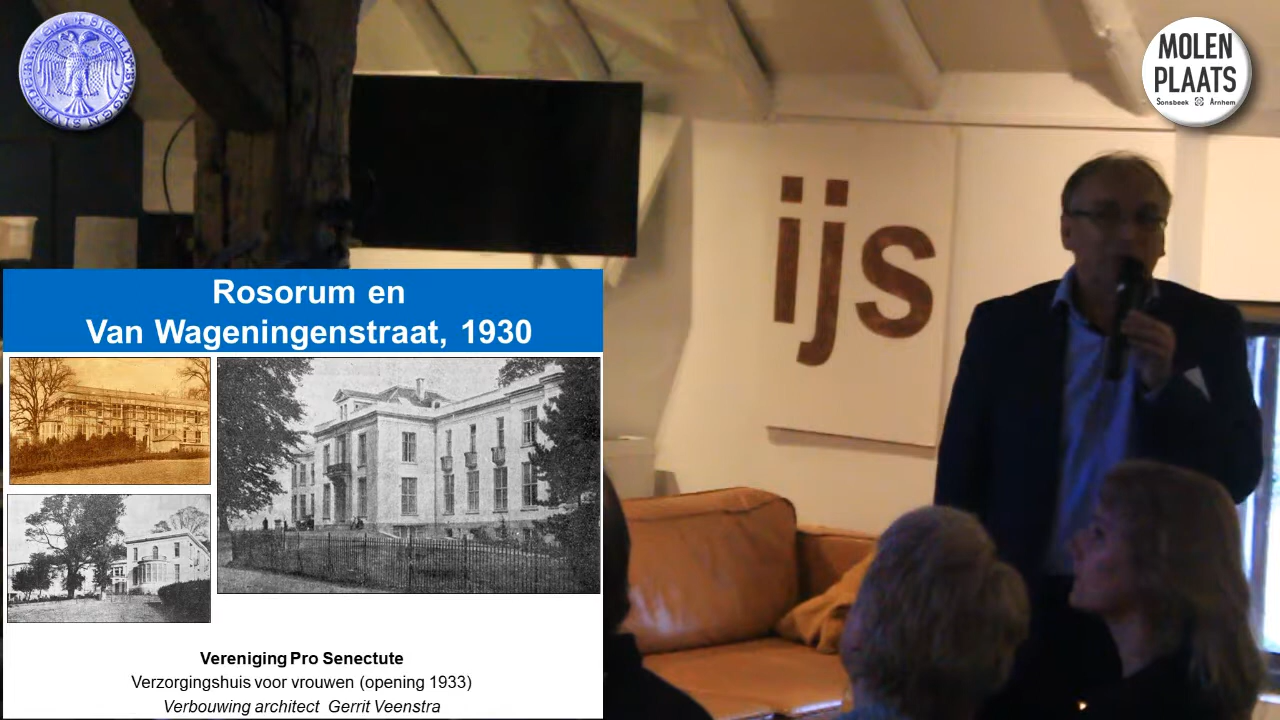 MOLEN
PLAATS
Sonsbeek Arnhem
ijs
Rosorum en
Van Wageningenstraat, 1930
Vereniging Pro Senectute
Verzorgingshuis voor vrouwen (opening 1933)
Verbouwing architect Gerrit Veenstra